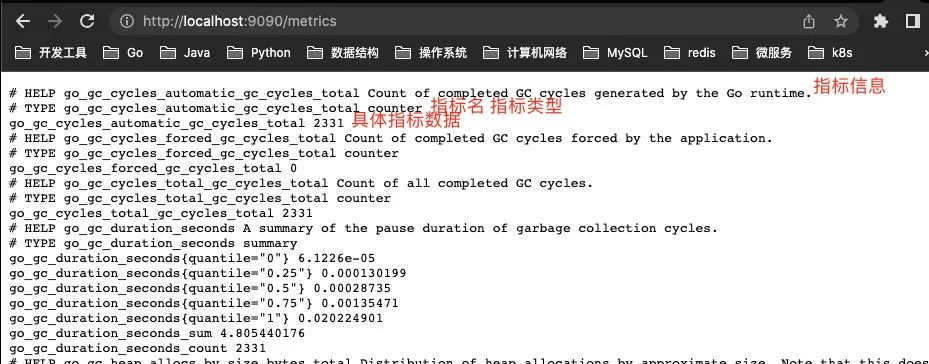 http://localhost:9090/metrics
开发工具 Go Java Python 数据结构 操作系统 计算机网络 MySQL redis 微服务 k8s
# HELP go_gc_cycles_automatic_gc_cycles_total Count of completed GC cycles generated by the Go runtime. 指标信息
# TYPE go_gc_cycles_automatic_gc_cycles_total counter 指标名 指标类型
go_gc_cycles_automatic_gc_cycles_total 2331 具体指标数据
# HELP go_gc_cycles_forced_gc_cycles_total Count of completed GC cycles forced by the application.
# TYPE go_gc_cycles_forced_gc_cycles_total counter
go_gc_cycles_forced_gc_cycles_total 0
# HELP go_gc_cycles_total_gc_cycles_total Count of all completed GC cycles.
# TYPE go_gc_cycles_total_gc_cycles_total counter
go_gc_cycles_total_gc_cycles_total 2331
# HELP go_gc_duration_seconds A summary of the pause duration of garbage collection cycles.
# TYPE go_gc_duration_seconds summary
go_gc_duration_seconds{quantile="0"} 6.1226e-05
go_gc_duration_seconds{quantile="0.25"} 0.000130199
go_gc_duration_seconds{quantile="0.5"} 0.00028735
go_gc_duration_seconds{quantile="0.75"} 0.00135471
go_gc_duration_seconds{quantile="1"} 0.020224901
go_gc_duration_seconds_sum 4.805440176
go_gc_duration_seconds_count 2331
# HELP go_gc_heap_allocs_by_size_bytes_total Distribution of heap allocations by approximate size. Note that this does